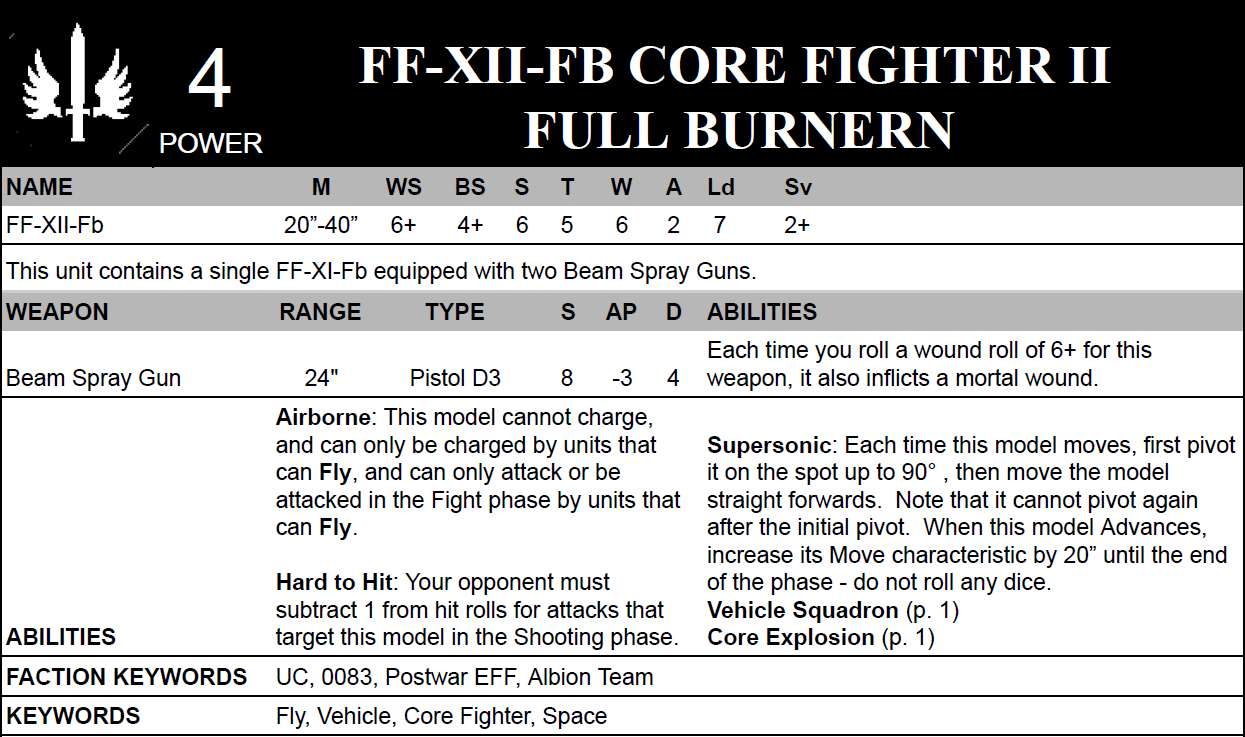 4
POWER
FF-XII-FB CORE FIGHTER II
FULL BURNERN
NAME M WS BS S T W A Ld Sv
FF-XII-Fb 20”-40” 6+ 4+ 6 5 6 2 7 2+
This unit contains a single FF-XI-Fb equipped with two Beam Spray Guns.
WEAPON RANGE TYPE S AP D ABILITIES
Each time you roll a wound roll of 6+ for this
Beam Spray Gun 24" Pistol D3 8 -3 4 weapon, it also inflicts a mortal wound.
ABILITIES
Airborne: This model cannot charge,
and can only be charged by units that
can Fly, and can only attack or be
attacked in the Fight phase by units that
can Fly.
Hard to Hit: Your opponent must
subtract 1 from hit rolls for attacks that
target this model in the Shooting phase.
Supersonic: Each time this model moves, first pivot
it on the spot up to 90° , then move the model
straight forwards. Note that it cannot pivot again
after the initial pivot. When this model Advances,
increase its Move characteristic by 20” until the end
of the phase - do not roll any dice.
Vehicle Squadron (p. 1)
Core Explosion (p. 1)
FACTION KEYWORDS UC, 0083, Postwar EFF, Albion Team
KEYWORDS Fly, Vehicle, Core Fighter, Space